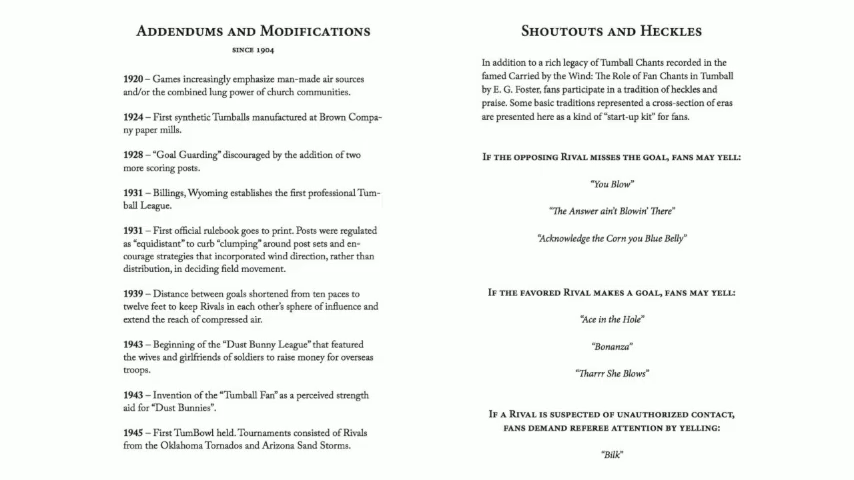 ADDENDUMS AND MODIFICATIONS
SINCE 1904
1920 – Games increasingly emphasize man-made air sources
and/or the combined lung power of church communities.
1924 – First synthetic Tumballs manufactured at Brown Compa-
ny paper mills.
1928 – “Goal Guarding” discouraged by the addition of two
more scoring posts.
1931 – Billings, Wyoming establishes the first professional Tum-
ball League.
1931 – First official rulebook goes to print. Posts were regulated
as “equidistant” to curb “clumping” around post sets and en-
courage strategies that incorporated wind direction, rather than
distribution, in deciding field movement.
1939 – Distance between goals shortened from ten paces to
twelve feet to keep Rivals in each other’s sphere of influence and
extend the reach of compressed air.
1943 – Beginning of the “Dust Bunny League” that featured
the wives and girlfriends of soldiers to raise money for overseas
troops.
1943 – Invention of the “Tumball Fan” as a perceived strength
aid for “Dust Bunnies”.
1945 – First TumBowl held. Tournaments consisted of Rivals
from the Oklahoma Tornados and Arizona Sand Storms.
SHOUTOUTS AND HECKLES
In addition to a rich legacy of Tumball Chants recorded in the
famed Carried by the Wind: The Role of Fan Chants in Tumball
by E. G. Foster, fans participate in a tradition of heckles and
praise. Some basic traditions represented a cross-section of eras
are presented here as a kind of “start-up kit” for fans.
IF THE OPPOSING RIVAL MISSES THE GOAL, FANS MAY YELL:
“You Blow”
“The Answer ain’t Blowin’ There”
“Acknowledge the Corn you Blue Belly”
IF THE FAVORED RIVAL MAKES A GOAL, FANS MAY YELL:
“Ace in the Hole”
“Bonanza”
“Tharrr She Blows”
IF A RIVAL IS SUSPECTED OF UNAUTHORIZED CONTACT,
FANS DEMAND REFEREE ATTENTION BY YELLING:
“Bilk”